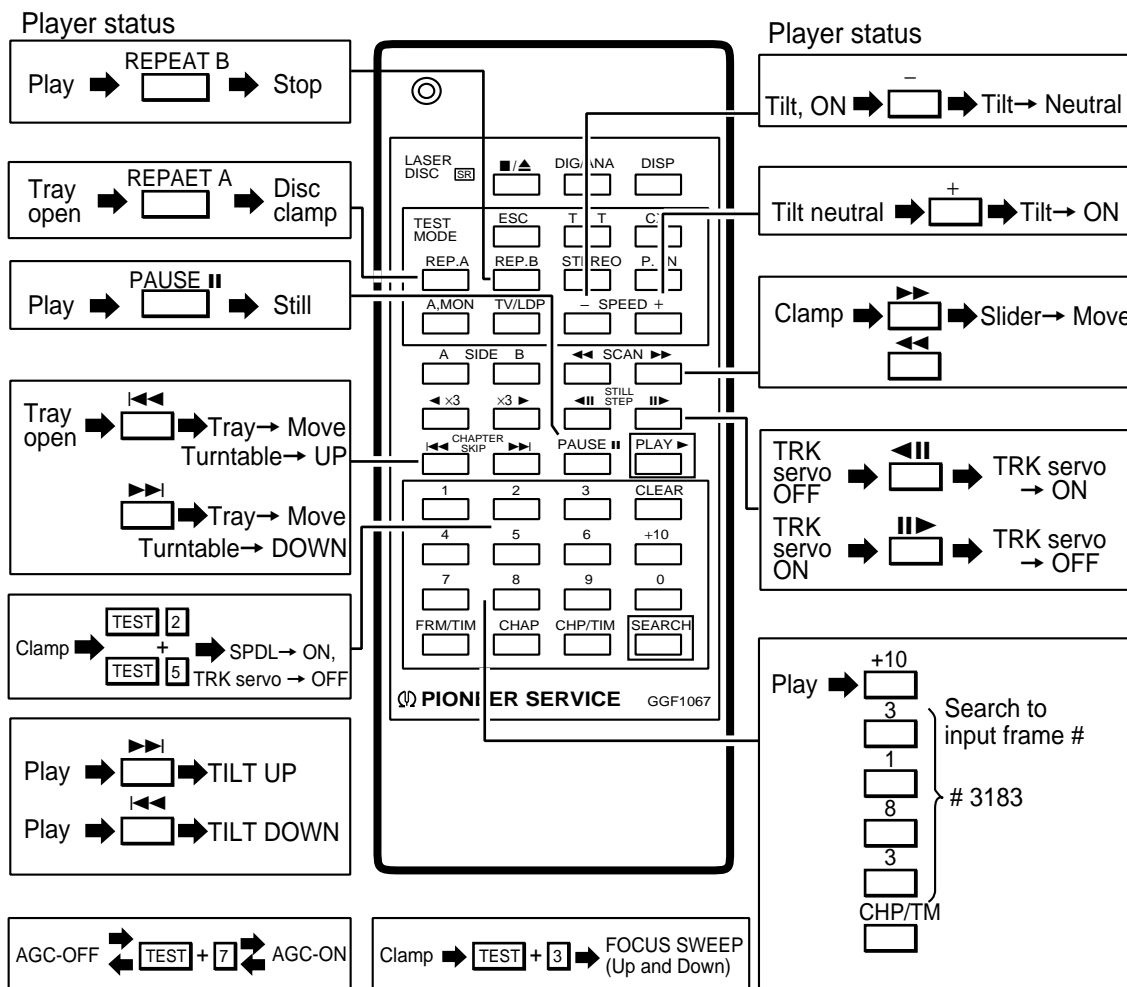 Player status
REPEAT B
Play Stop
REPAET A
Tray open Disc clamp
PAUSE
Play Still
Tray open Tray→ Move
Turntable→ UP
Tray→ Move
Turntable→ DOWN
Clamp TEST 2 + TEST 5 SPDL→ ON,
TRK servo → OFF
Play TILT UP
Play TILT DOWN
AGC-OFF TEST + 7 AGC-ON
LASER DISC SR
■/▲ DIG/ANA DISP
TEST MODE
ESC
REP.A REP.B STEREO
A,MON TV/LDP − SPEED +
A SIDE B ◄◄ SCAN ►►
◄ x3 x3 ► ◄II STILL STEP II►
I◄◄ CHAPTER SKIP ►►I PAUSE II PLAY ►
1 2 3 CLEAR
4 5 6 +10
7 8 9 0
FRM/TIM CHAP CHP/TIM SEARCH
PIONEER SERVICE GGF1067
Clamp TEST + 3 FOCUS SWEEP
(Up and Down)
Player status
−
Tilt, ON Tilt→ Neutral
+
Tilt neutral Tilt→ ON
►►
Clamp Slider→ Move
◄◄
TRK servo OFF ◄II TRK servo → ON
TRK servo ON II► TRK servo → OFF
+10
Play
3
Search to
input frame #
1
# 3183
8
3
CHP/TM